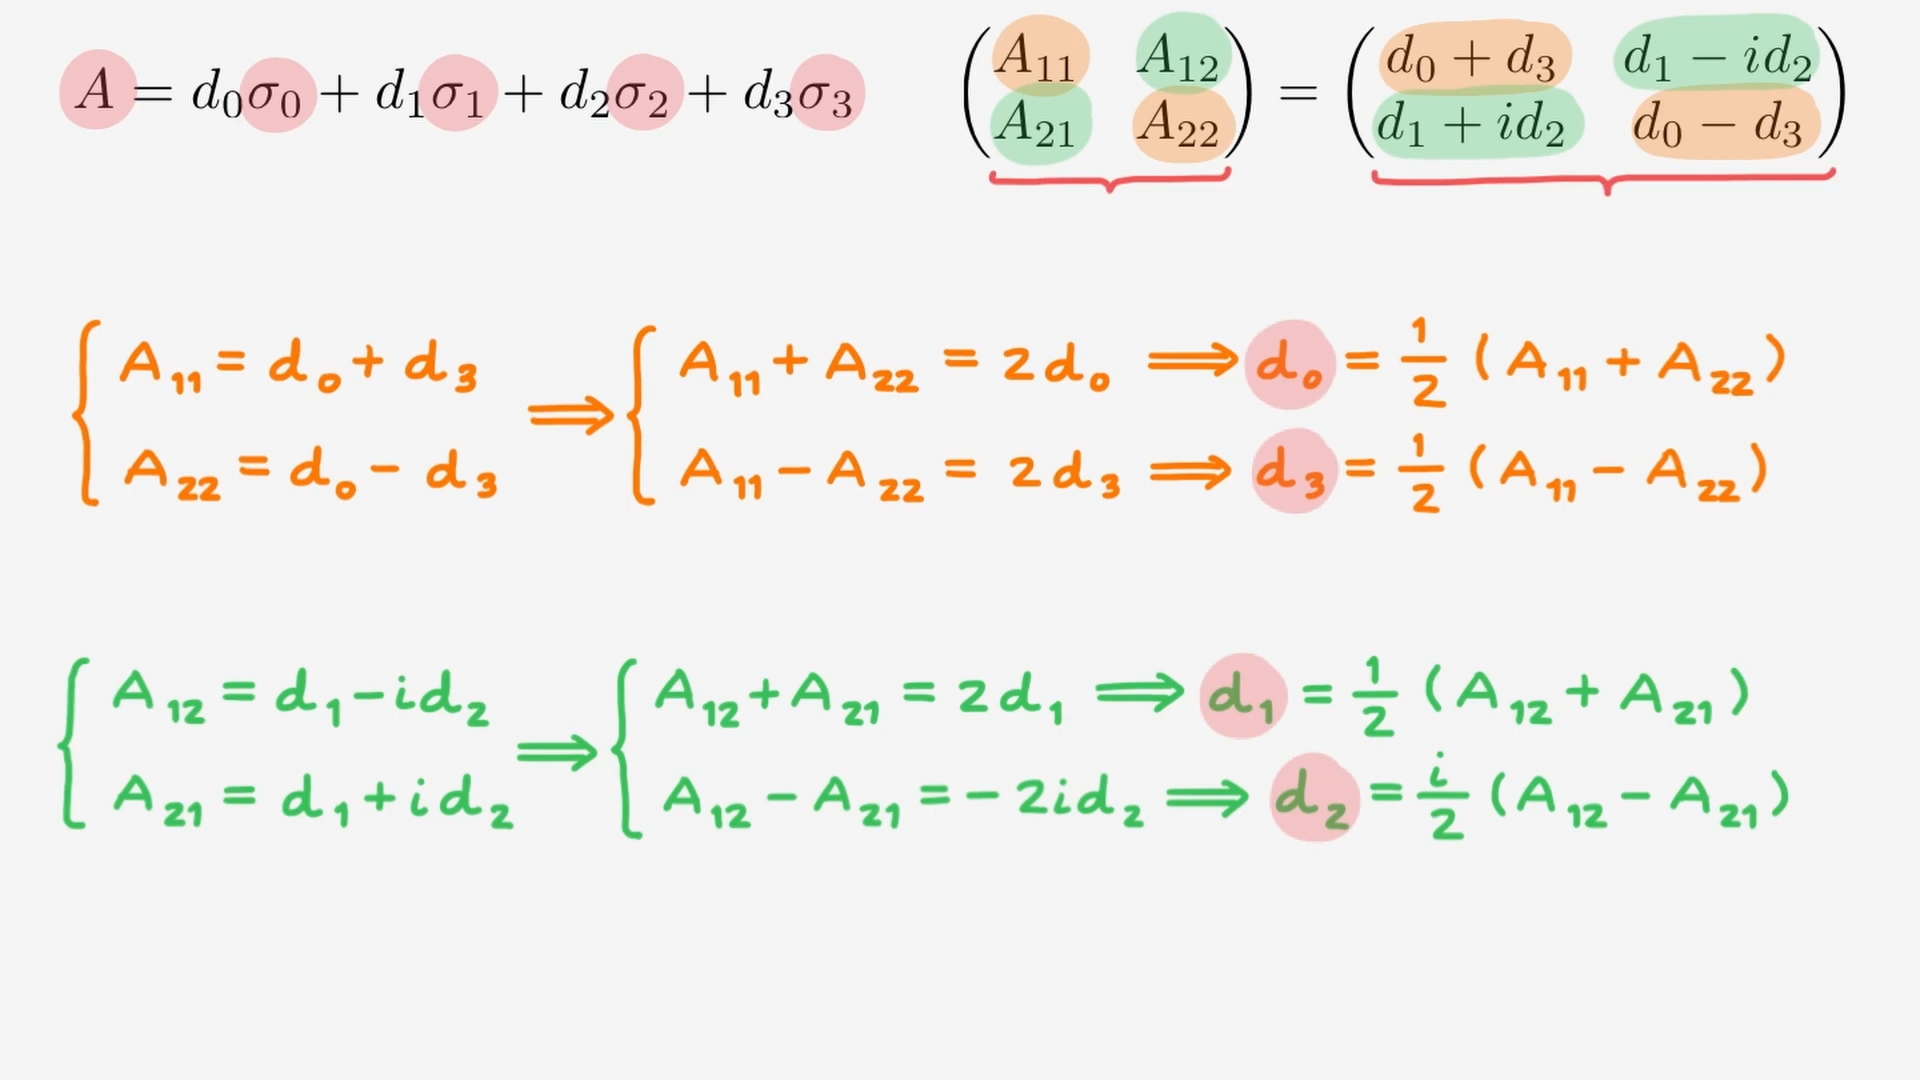 A = d₀σ₀ + d₁σ₁ + d₂σ₂ + d₃σ₃
(A₁₁ A₁₂) = (d₀ + d₃ d₁ − id₂)
(A₂₁ A₂₂) (d₁ + id₂ d₀ − d₃)
{ A₁₁ = d₀ + d₃ ⟹ { A₁₁ + A₂₂ = 2d₀ ⟹ d₀ = 1/2 (A₁₁ + A₂₂)
A₂₂ = d₀ − d₃ A₁₁ − A₂₂ = 2d₃ ⟹ d₃ = 1/2 (A₁₁ − A₂₂)
{ A₁₂ = d₁ − id₂ ⟹ { A₁₂ + A₂₁ = 2d₁ ⟹ d₁ = 1/2 (A₁₂ + A₂₁)
A₂₁ = d₁ + id₂ A₁₂ − A₂₁ = −2id₂ ⟹ d₂ = i/2 (A₁₂ − A₂₁)